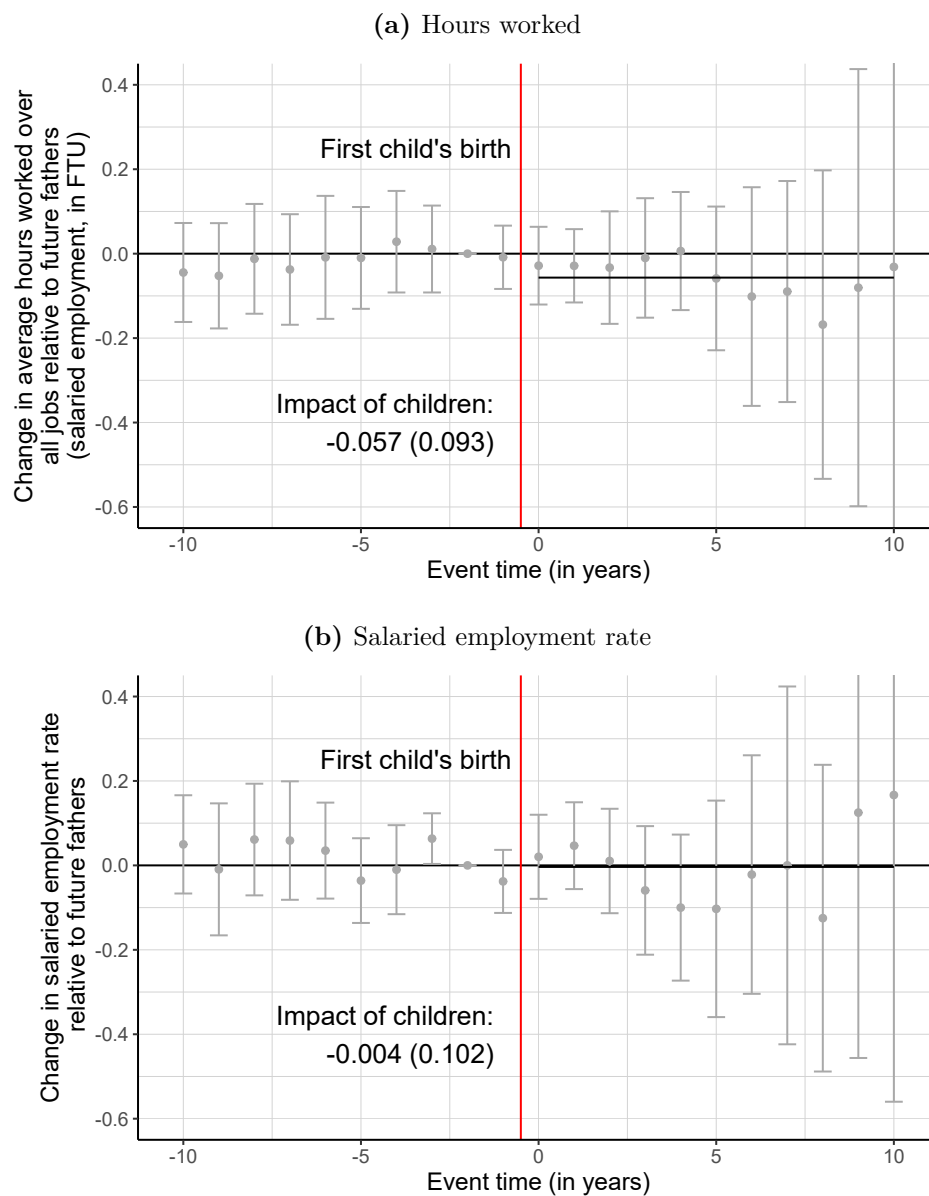 (a) Hours worked
Change in average hours worked over
all jobs relative to future fathers
(salaried employment, in FTU)
0.4
0.2
0.0
-0.2
-0.4
-0.6
First child's birth
Impact of children:
-0.057 (0.093)
-10
-5
0
5
10
Event time (in years)
(b) Salaried employment rate
Change in salaried employment rate
relative to future fathers
0.4
0.2
0.0
-0.2
-0.4
-0.6
First child's birth
Impact of children:
-0.004 (0.102)
-10
-5
0
5
10
Event time (in years)